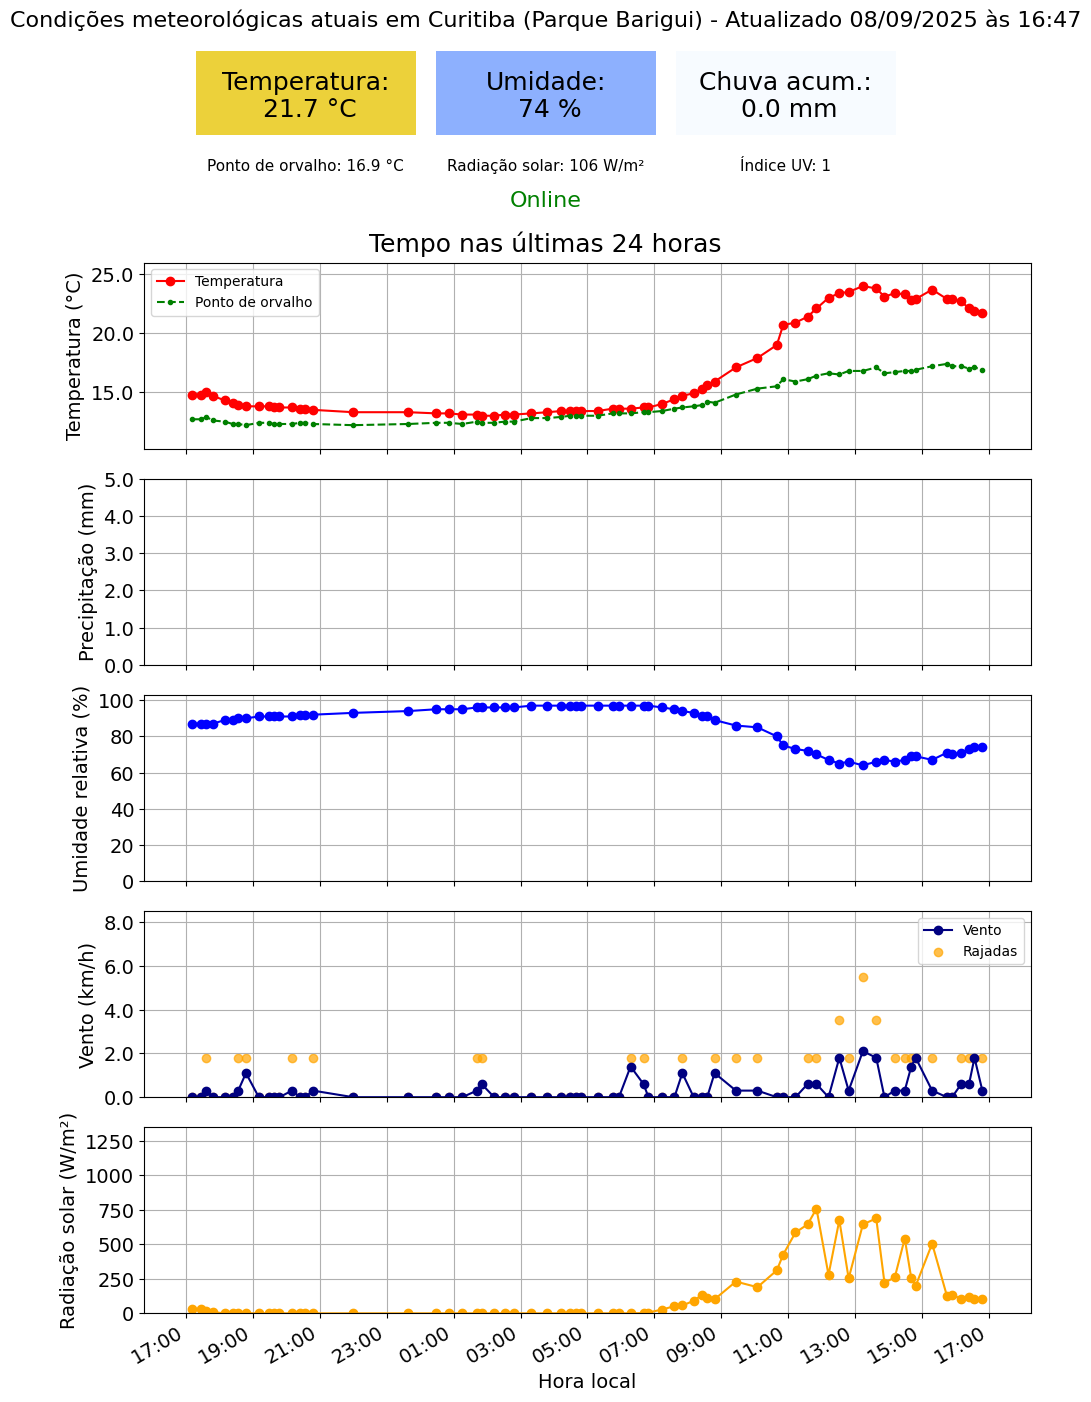 Condições meteorológicas atuais em Curitiba (Parque Barigui) - Atualizado 08/09/2025 às 16:47
Temperatura:
21.7 °C
Umidade:
74 %
Chuva acum.:
0.0 mm
Ponto de orvalho: 16.9 °C
Radiação solar: 106 W/m²
Índice UV: 1
Online
Tempo nas últimas 24 horas
Temperatura (°C)
25.0
20.0
15.0
Temperatura
Ponto de orvalho
Precipitação (mm)
5.0
4.0
3.0
2.0
1.0
0.0
Umidade relativa (%)
100
80
60
40
20
0
Vento (km/h)
8.0
6.0
4.0
2.0
0.0
Vento
Rajadas
Radiação solar (W/m²)
1250
1000
750
500
250
0
17:00
19:00
21:00
23:00
01:00
03:00
05:00
07:00
09:00
11:00
13:00
15:00
17:00
Hora local